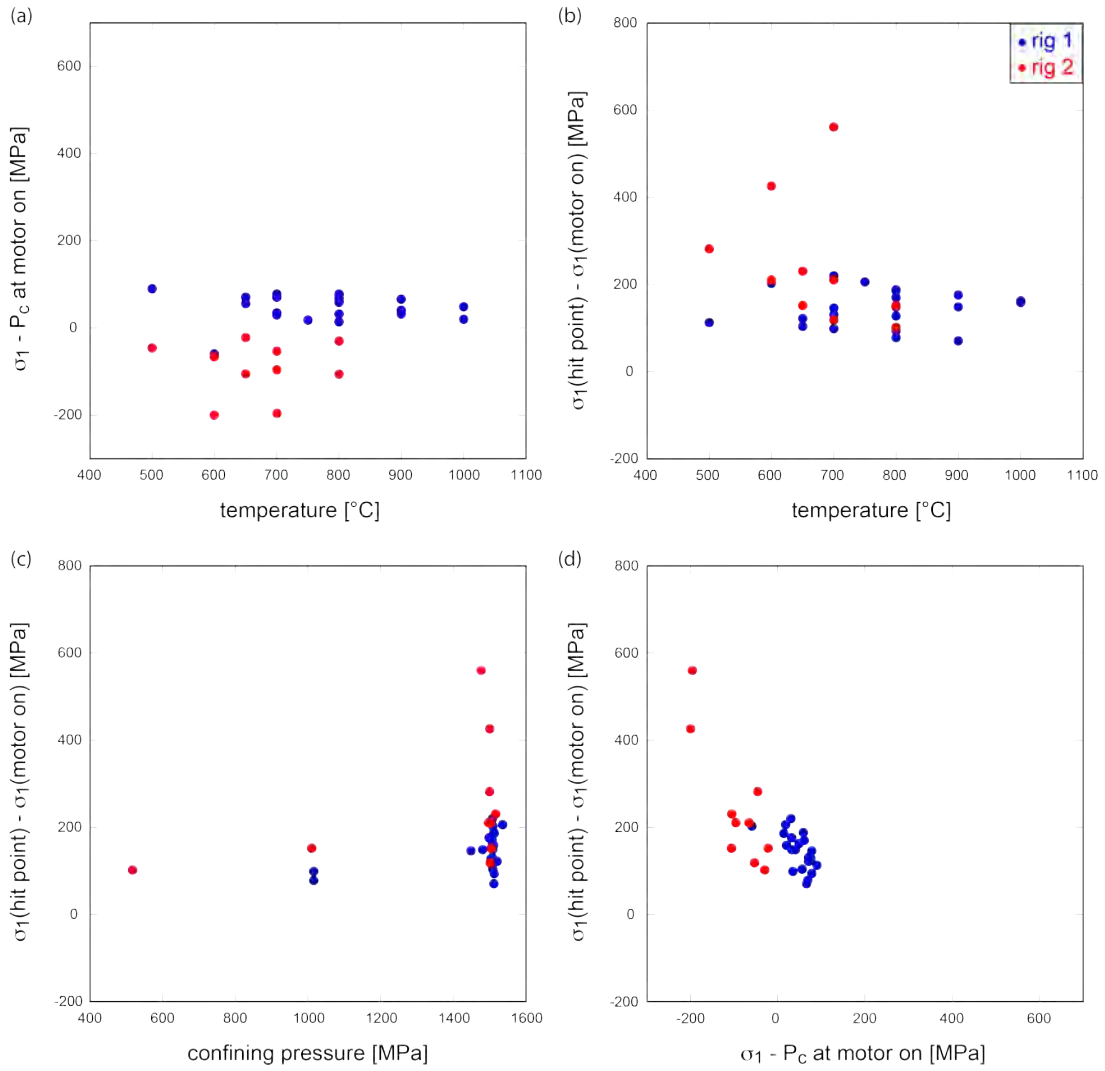 (a)
600
400
200
0
-200
σ1 - Pc at motor on [MPa]
400 500 600 700 800 900 1000 1100
temperature [°C]
(b)
800
600
400
200
0
-200
σ1(hit point) - σ1(motor on) [MPa]
rig 1
rig 2
400 500 600 700 800 900 1000 1100
temperature [°C]
(c)
800
600
400
200
0
-200
σ1(hit point) - σ1(motor on) [MPa]
400 600 800 1000 1200 1400 1600
confining pressure [MPa]
(d)
800
600
400
200
0
-200
σ1(hit point) - σ1(motor on) [MPa]
-200 0 200 400 600
σ1 - Pc at motor on [MPa]